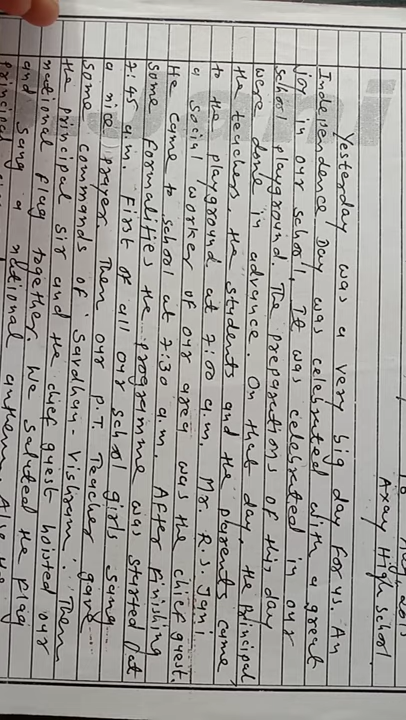 Axay High school
Yesterday was a very big day for us. An
Independence Day was celebrated with a great
joy in our school. It was celebrated in our
school playground. The preparations of this day
were done in advance. On that day, the Principal,
the teachers, the students and the parents came
to the playground at 7:00 a.m. Mr. R.S. Jani
a social worker of our area was the chief guest.
He came to school at 7:30 a.m. After finishing
some formalities the programme was started at
7:45 a.m. First of all our school girls sang
a nice prayer. Then our P.T. Teacher gave
some commands of 'Savdhan-Vishram'. Then
the principal sir and the chief guest hoisted our
national flag together. We saluted the flag
and sang a national anthem. Also
principal